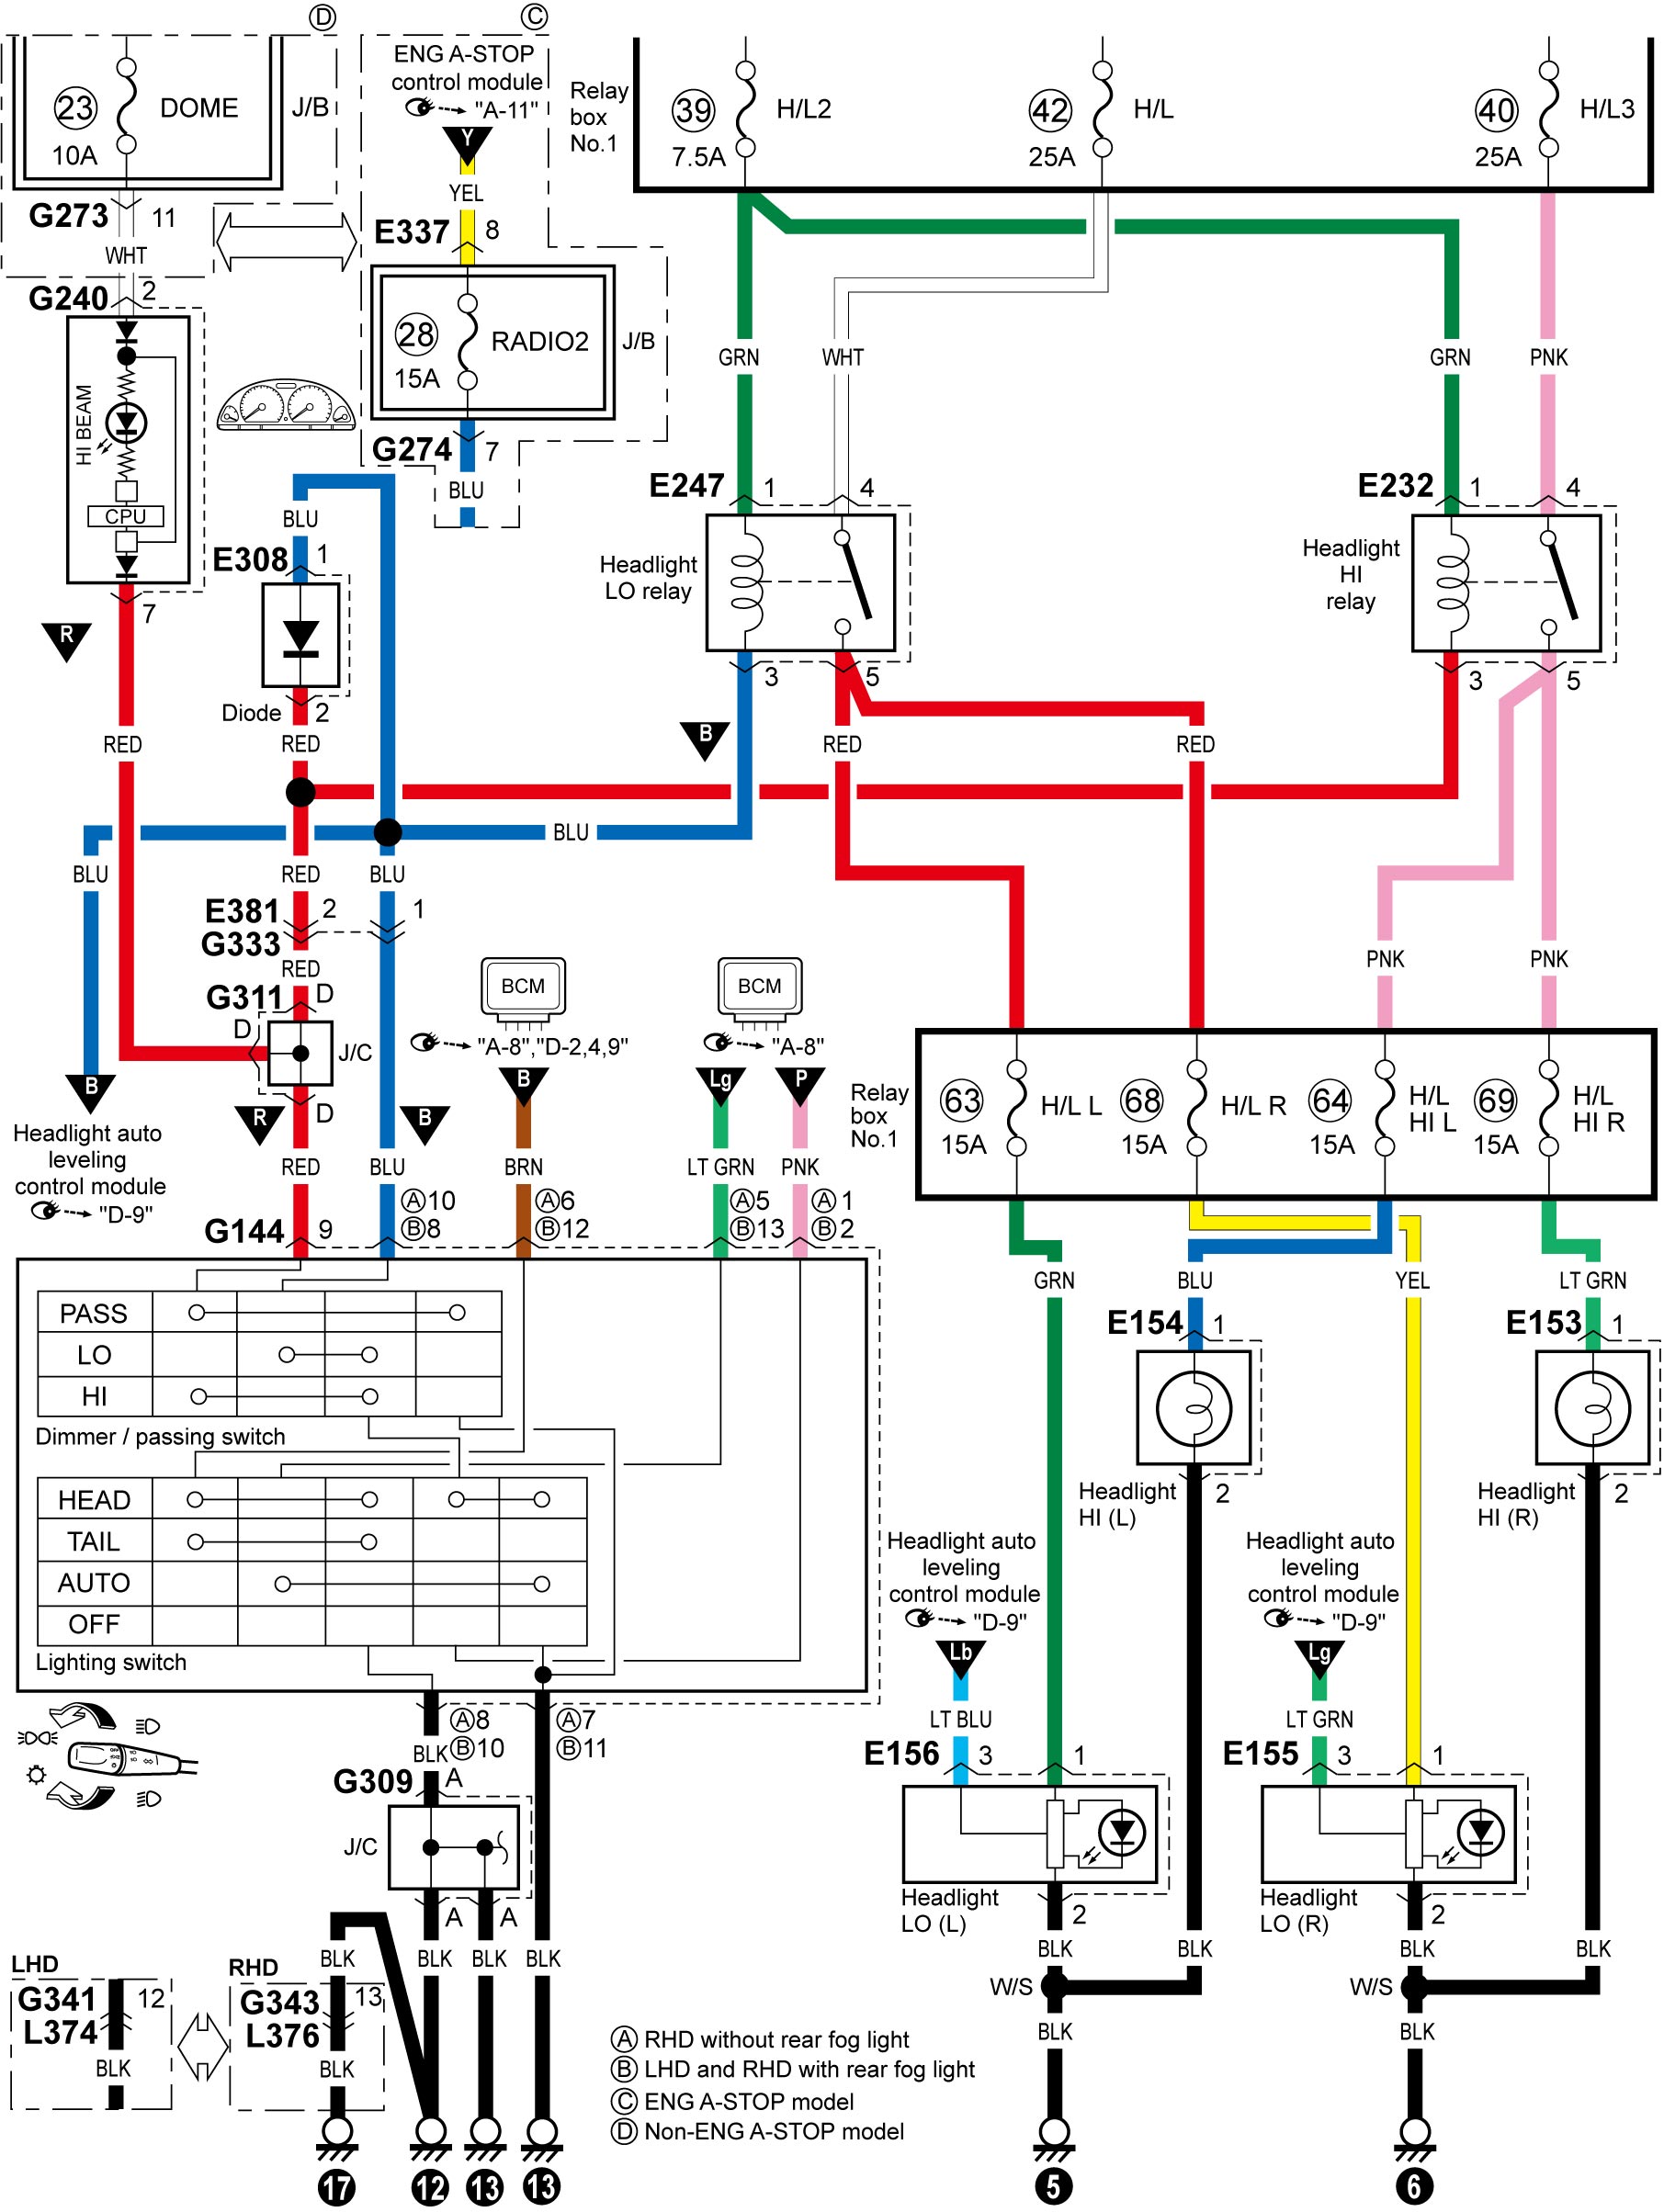 D
C
23
DOME
10A
J/B
G273
11
WHT
G240
2
HI BEAM
CPU
7
R
RED
ENG A-STOP
control module
"A-11"
Y
YEL
E337
8
28
RADIO2
15A
J/B
G274
7
BLU
Relay
box
No.1
39
H/L2
7.5A
42
H/L
25A
40
H/L3
25A
GRN
WHT
GRN
PNK
BLU
E308
1
Diode
2
RED
E247
1
4
Headlight
LO relay
3
5
B
RED
RED
E232
1
4
Headlight
HI
relay
3
5
BLU
BLU
RED
BLU
E381
2
1
G333
RED
G311
D
D
J/C
D
R
B
B
Headlight auto
leveling
control module
"D-9"
BCM
"A-8","D-2,4,9"
B
BCM
"A-8"
Lg
P
RED
BLU
BRN
LT GRN
PNK
G144
9
A10
B8
A6
B12
A5
B13
A1
B2
PNK
PNK
Relay
box
No.1
63
H/L L
15A
68
H/L R
15A
64
H/L
HI L
15A
69
H/L
HI R
15A
GRN
BLU
YEL
LT GRN
PASS
LO
HI
Dimmer / passing switch
HEAD
TAIL
AUTO
OFF
Lighting switch
E154
1
Headlight
HI (L)
2
E153
1
Headlight
HI (R)
2
Headlight auto
leveling
control module
"D-9"
Lb
LT BLU
E156
3
1
Headlight
LO (L)
2
Headlight auto
leveling
control module
"D-9"
Lg
LT GRN
E155
3
1
Headlight
LO (R)
2
A8
B10
A7
B11
BLK
G309
A
J/C
A
A
BLK
BLK
BLK
BLK
BLK
BLK
BLK
BLK
W/S
W/S
BLK
BLK
LHD
G341
12
L374
BLK
RHD
G343
13
L376
BLK
A RHD without rear fog light
B LHD and RHD with rear fog light
C ENG A-STOP model
D Non-ENG A-STOP model
17
12
13
13
5
6